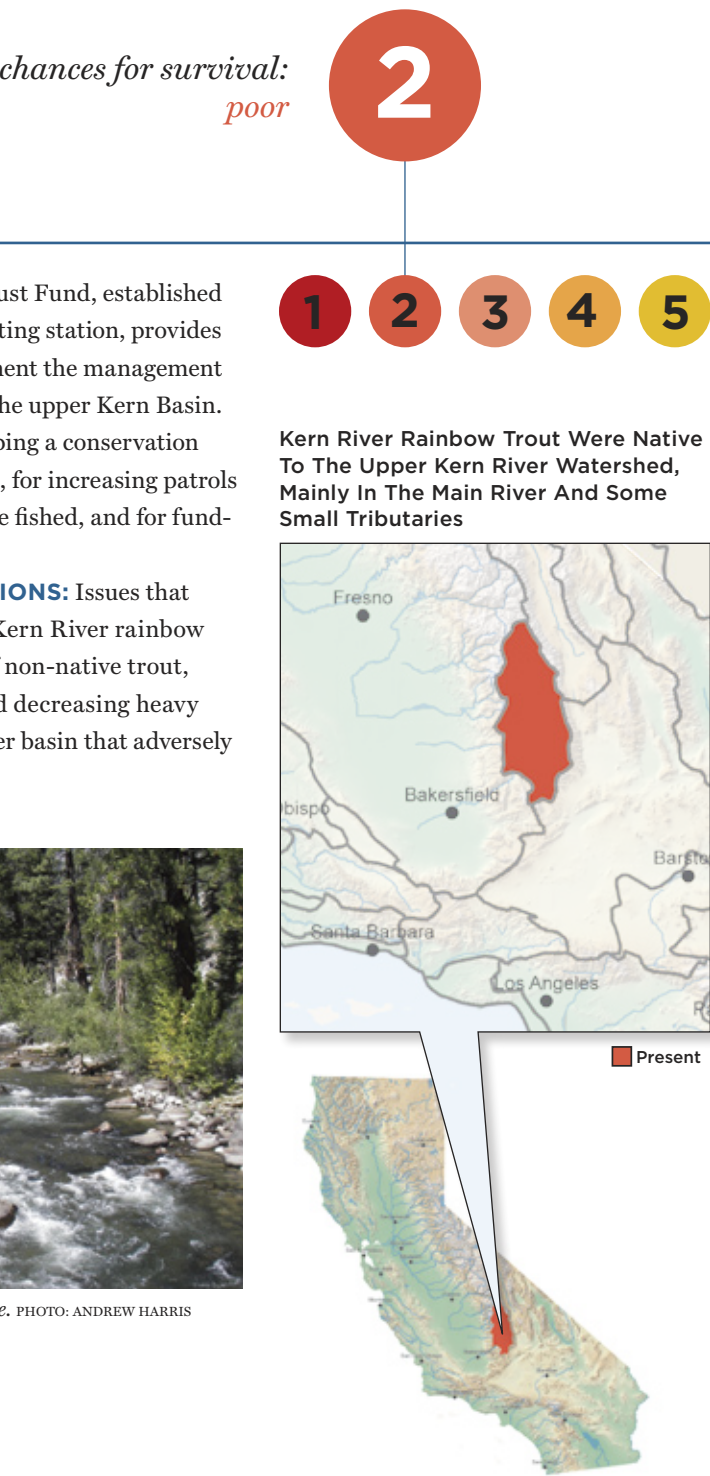 chances for survival:
poor
2
ust Fund, established
ting station, provides
nent the management
he upper Kern Basin.
ping a conservation
, for increasing patrols
e fished, and for fund-
IONS: Issues that
Kern River rainbow
f non-native trout,
d decreasing heavy
er basin that adversely
e. PHOTO: ANDREW HARRIS
1 2 3 4 5
Kern River Rainbow Trout Were Native
To The Upper Kern River Watershed,
Mainly In The Main River And Some
Small Tributaries
Fresno
Bakersfield
Obispo
Barsto
Santa Barbara
Los Angeles
Present